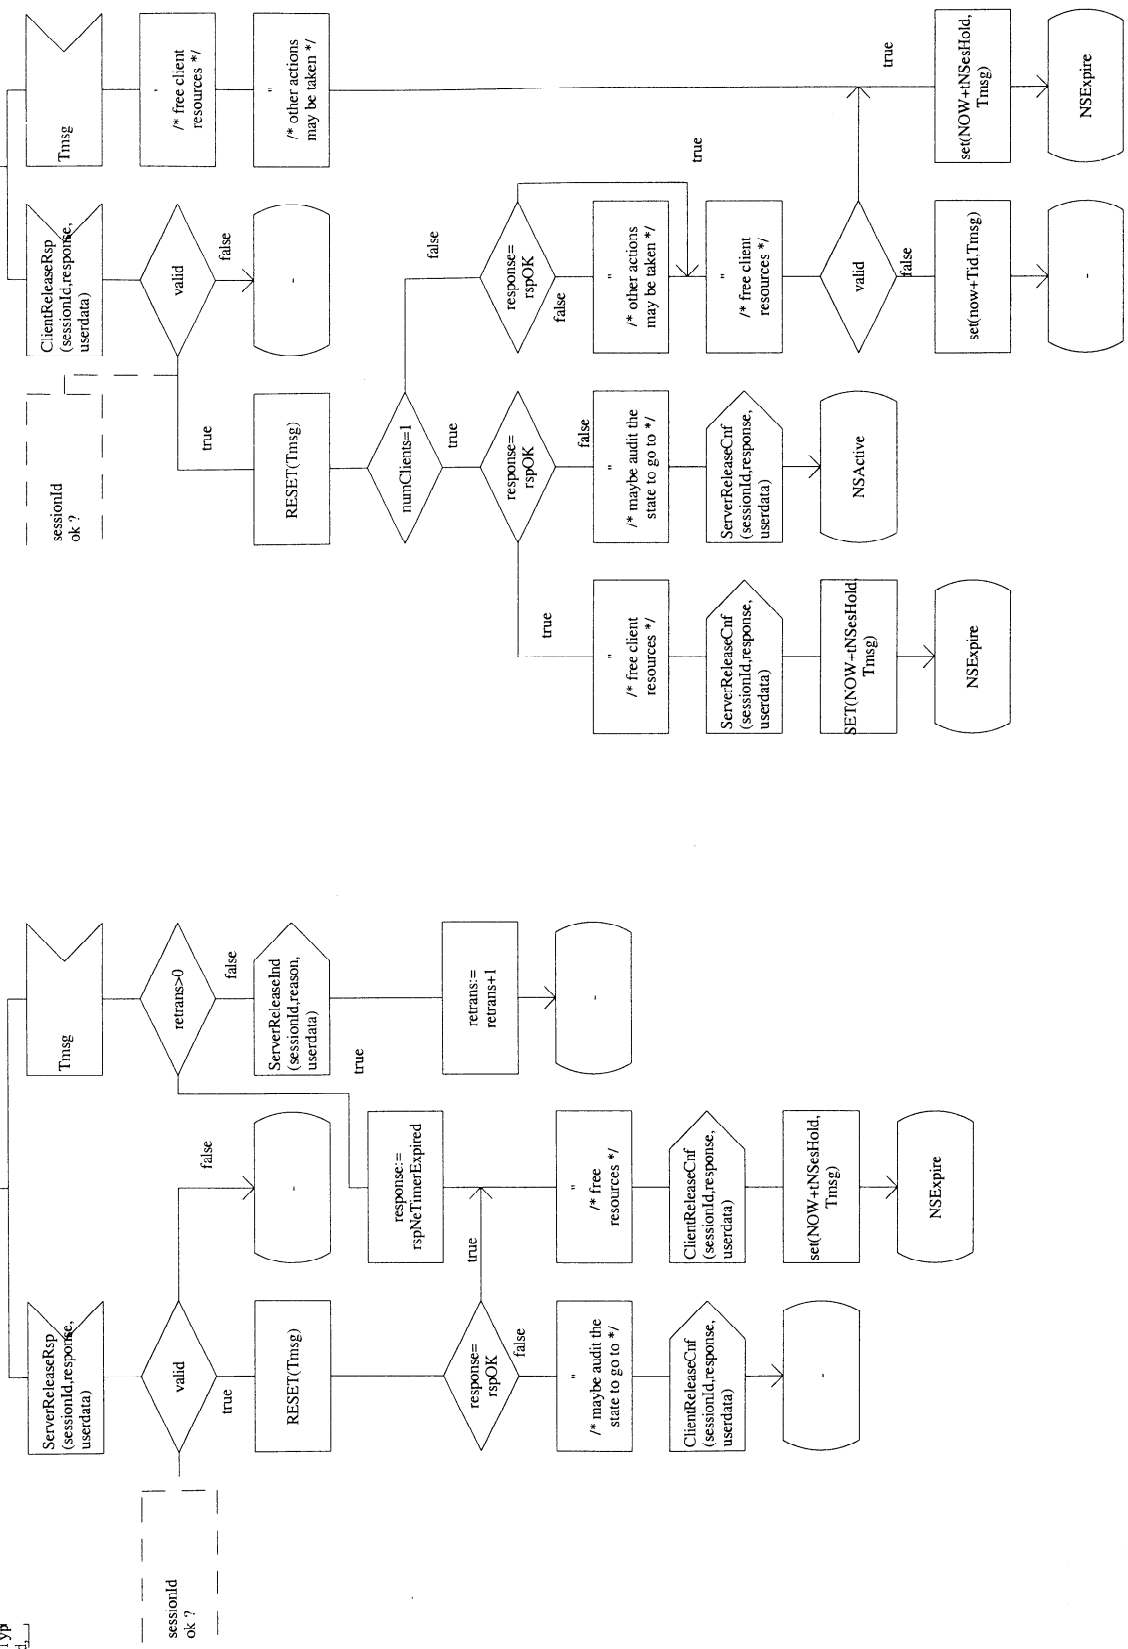 Typ
d,
sessionId
ok ?
ServerReleaseRsp
(sessionId,response,
userdata)
valid
true
false
RESET(Tmsg)
-
response=
rspOK
true
false
"
/* maybe audit the
state to go to */
ClientReleaseCnf
(sessionId,response,
userdata)
-
Tmsg
retrans>0
false
true
ServerReleaseInd
(sessionId,reason,
userdata)
retrans:=
retrans+1
-
response:=
rspNeTimerExpired
"
/* free
resources */
ClientReleaseCnf
(sessionId,response,
userdata)
set(NOW+tNSesHold,
Tmsg)
NSExpire
sessionId
ok ?
ClientReleaseRsp
(sessionId,response,
userdata)
valid
true
false
-
RESET(Tmsg)
numClients=1
true
false
response=
rspOK
true
false
"
/* free client
resources */
ServerReleaseCnf
(sessionId,response,
userdata)
SET(NOW+tNSesHold,
Tmsg)
NSExpire
"
/* maybe audit the
state to go to */
ServerReleaseCnf
(sessionId,response,
userdata)
NSActive
response=
rspOK
true
false
"
/* other actions
may be taken */
"
/* free client
resources */
valid
true
false
set(now+Tid.Tmsg)
-
Tmsg
"
/* free client
resources */
"
/* other actions
may be taken */
set(NOW+tNSesHold,
Tmsg)
NSExpire